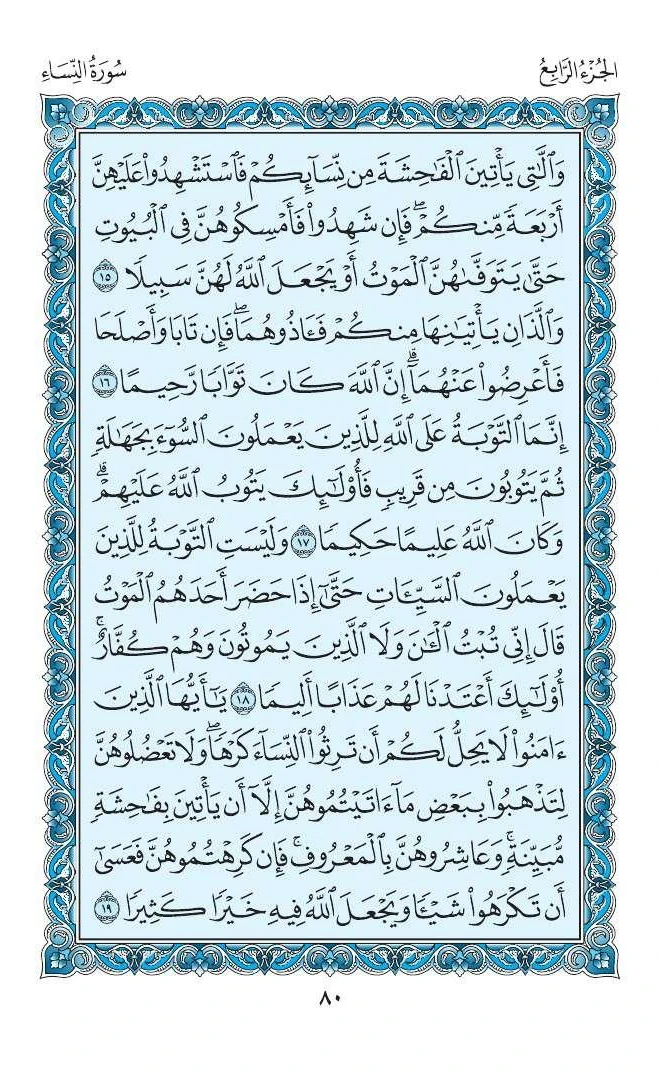 الجُزْءُ الرَّابِعُ
سُورَةُ النِّسَاءِ
وَٱلَّٰتِى يَأۡتِينَ ٱلۡفَٰحِشَةَ مِن نِّسَآئِكُمۡ فَٱسۡتَشۡهِدُواْ عَلَيۡهِنَّ
أَرۡبَعَةٗ مِّنكُمۡۖ فَإِن شَهِدُواْ فَأَمۡسِكُوهُنَّ فِى ٱلۡبُيُوتِ
حَتَّىٰ يَتَوَفَّىٰهُنَّ ٱلۡمَوۡتُ أَوۡ يَجۡعَلَ ٱللَّهُ لَهُنَّ سَبِيلٗا ١٥
وَٱلَّذَانِ يَأۡتِيَٰنِهَا مِنكُمۡ فَـَٔاذُوهُمَاۖ فَإِن تَابَا وَأَصۡلَحَا
فَأَعۡرِضُواْ عَنۡهُمَآۗ إِنَّ ٱللَّهَ كَانَ تَوَّابٗا رَّحِيمًا ١٦
إِنَّمَا ٱلتَّوۡبَةُ عَلَى ٱللَّهِ لِلَّذِينَ يَعۡمَلُونَ ٱلسُّوٓءَ بِجَهَٰلَةٖ
ثُمَّ يَتُوبُونَ مِن قَرِيبٖ فَأُوْلَٰٓئِكَ يَتُوبُ ٱللَّهُ عَلَيۡهِمۡۗ
وَكَانَ ٱللَّهُ عَلِيمًا حَكِيمٗا ١٧ وَلَيۡسَتِ ٱلتَّوۡبَةُ لِلَّذِينَ
يَعۡمَلُونَ ٱلسَّيِّـَٔاتِ حَتَّىٰٓ إِذَا حَضَرَ أَحَدَهُمُ ٱلۡمَوۡتُ
قَالَ إِنِّى تُبۡتُ ٱلۡـَٰٔنَ وَلَا ٱلَّذِينَ يَمُوتُونَ وَهُمۡ كُفَّارٌۚ
أُوْلَٰٓئِكَ أَعۡتَدۡنَا لَهُمۡ عَذَابًا أَلِيمٗا ١٨ يَٰٓأَيُّهَا ٱلَّذِينَ
ءَامَنُواْ لَا يَحِلُّ لَكُمۡ أَن تَرِثُواْ ٱلنِّسَآءَ كَرۡهٗاۖ وَلَا تَعۡضُلُوهُنَّ
لِتَذۡهَبُواْ بِبَعۡضِ مَآ ءَاتَيۡتُمُوهُنَّ إِلَّآ أَن يَأۡتِينَ بِفَٰحِشَةٖ
مُّبَيِّنَةٖۚ وَعَاشِرُوهُنَّ بِٱلۡمَعۡرُوفِۚ فَإِن كَرِهۡتُمُوهُنَّ فَعَسَىٰٓ
أَن تَكۡرَهُواْ شَيۡـٔٗا وَيَجۡعَلَ ٱللَّهُ فِيهِ خَيۡرٗا كَثِيرٗا ١٩
٨٠